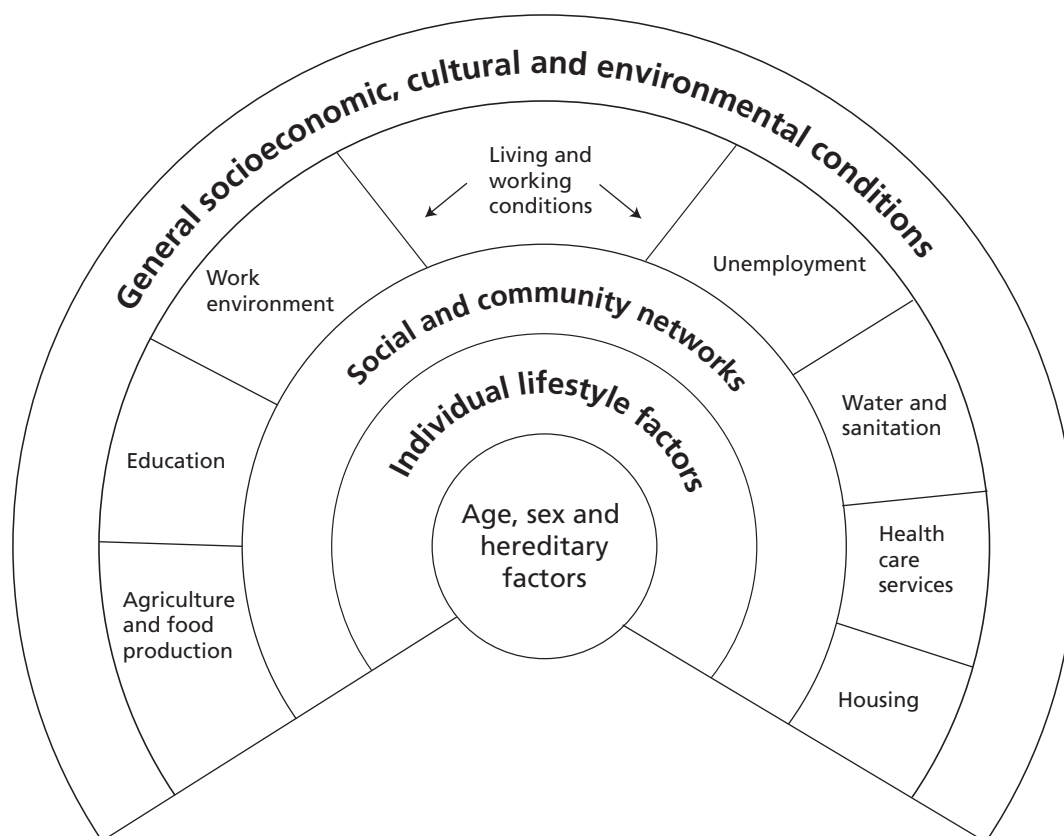 General socioeconomic, cultural and environmental conditions
Living and
working
conditions
Work
environment
Unemployment
Social and community networks
Individual lifestyle factors
Water and
sanitation
Education
Age, sex and
hereditary
factors
Health
care
services
Agriculture
and food
production
Housing